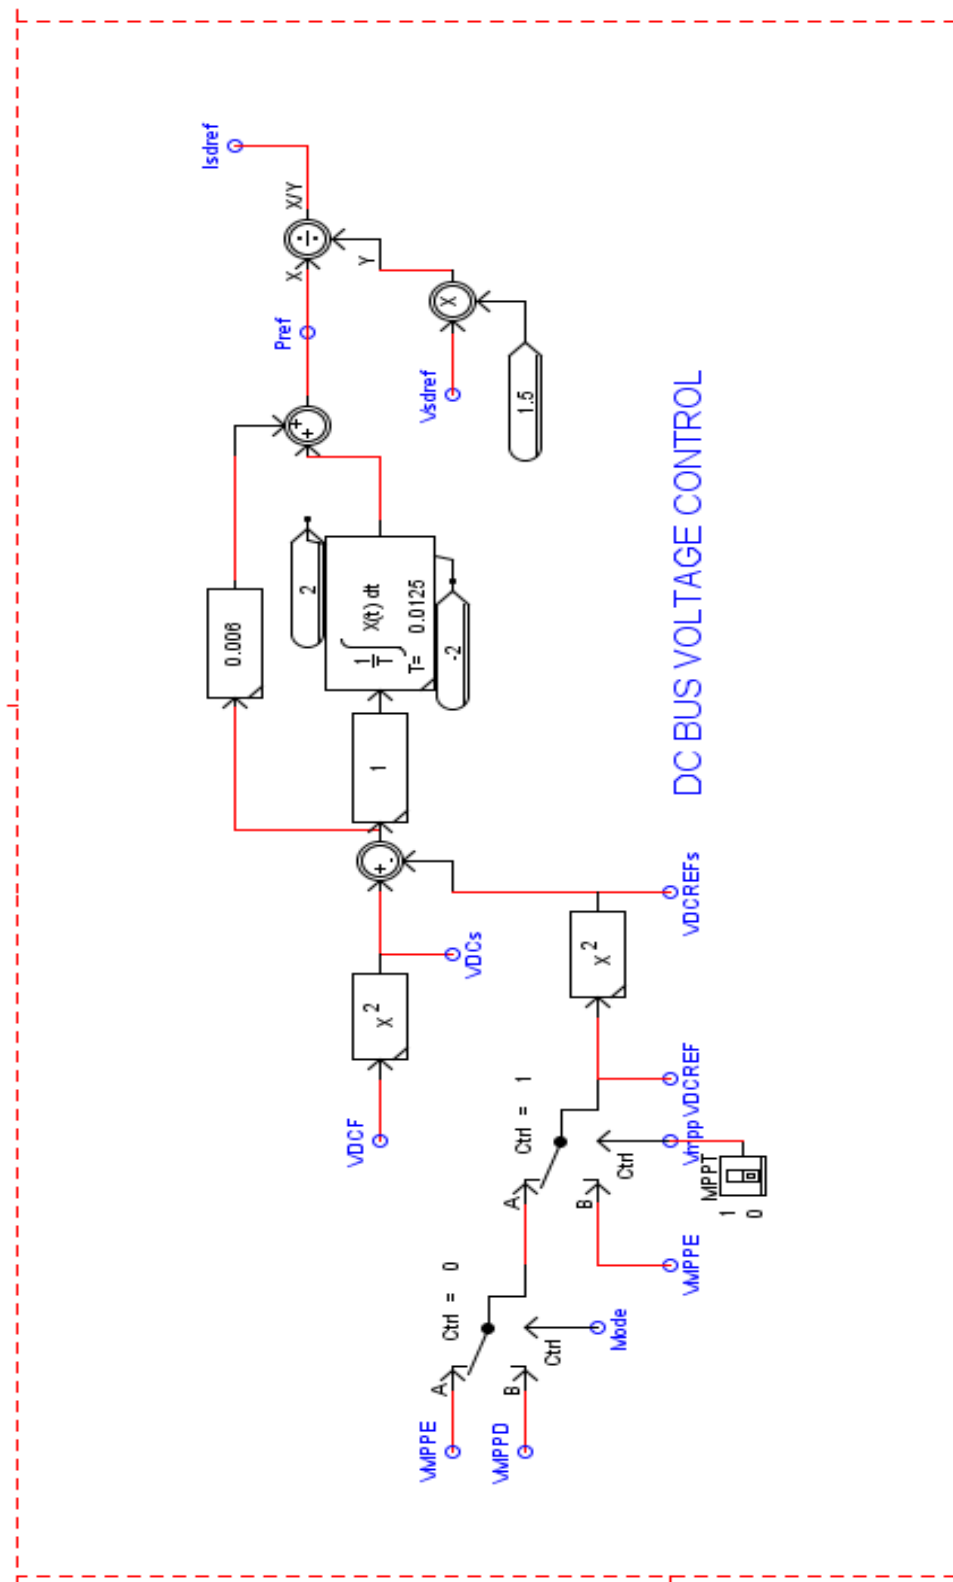 Isdref
X/Y
÷
X
Y
Pref
X
Vsdref
1.5
+
+
2
1/T ∫ X(t) dt
T= 0.0125
-2
0.006
1
+
-
VDCs
X²
VDCF
VDCREFs
X²
VDCREF
Vmpp
Ctrl = 1
A
B
Ctrl
MPPT
1
0
VMPPE
Ctrl = 0
A
B
Ctrl
Mode
VMPPE
VMPPD
DC BUS VOLTAGE CONTROL